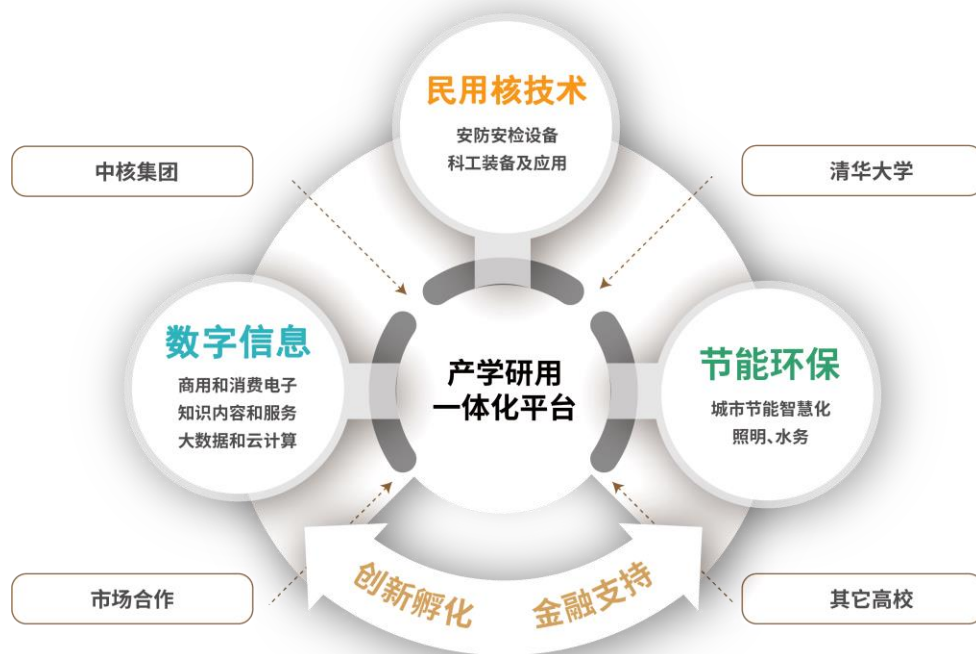 民用核技术
安防安检设备
科工装备及应用
中核集团
清华大学
数字信息
商用和消费电子
知识内容和服务
大数据和云计算
产学研用
一体化平台
节能环保
城市节能智慧化
照明、水务
市场合作
创新孵化
金融支持
其它高校